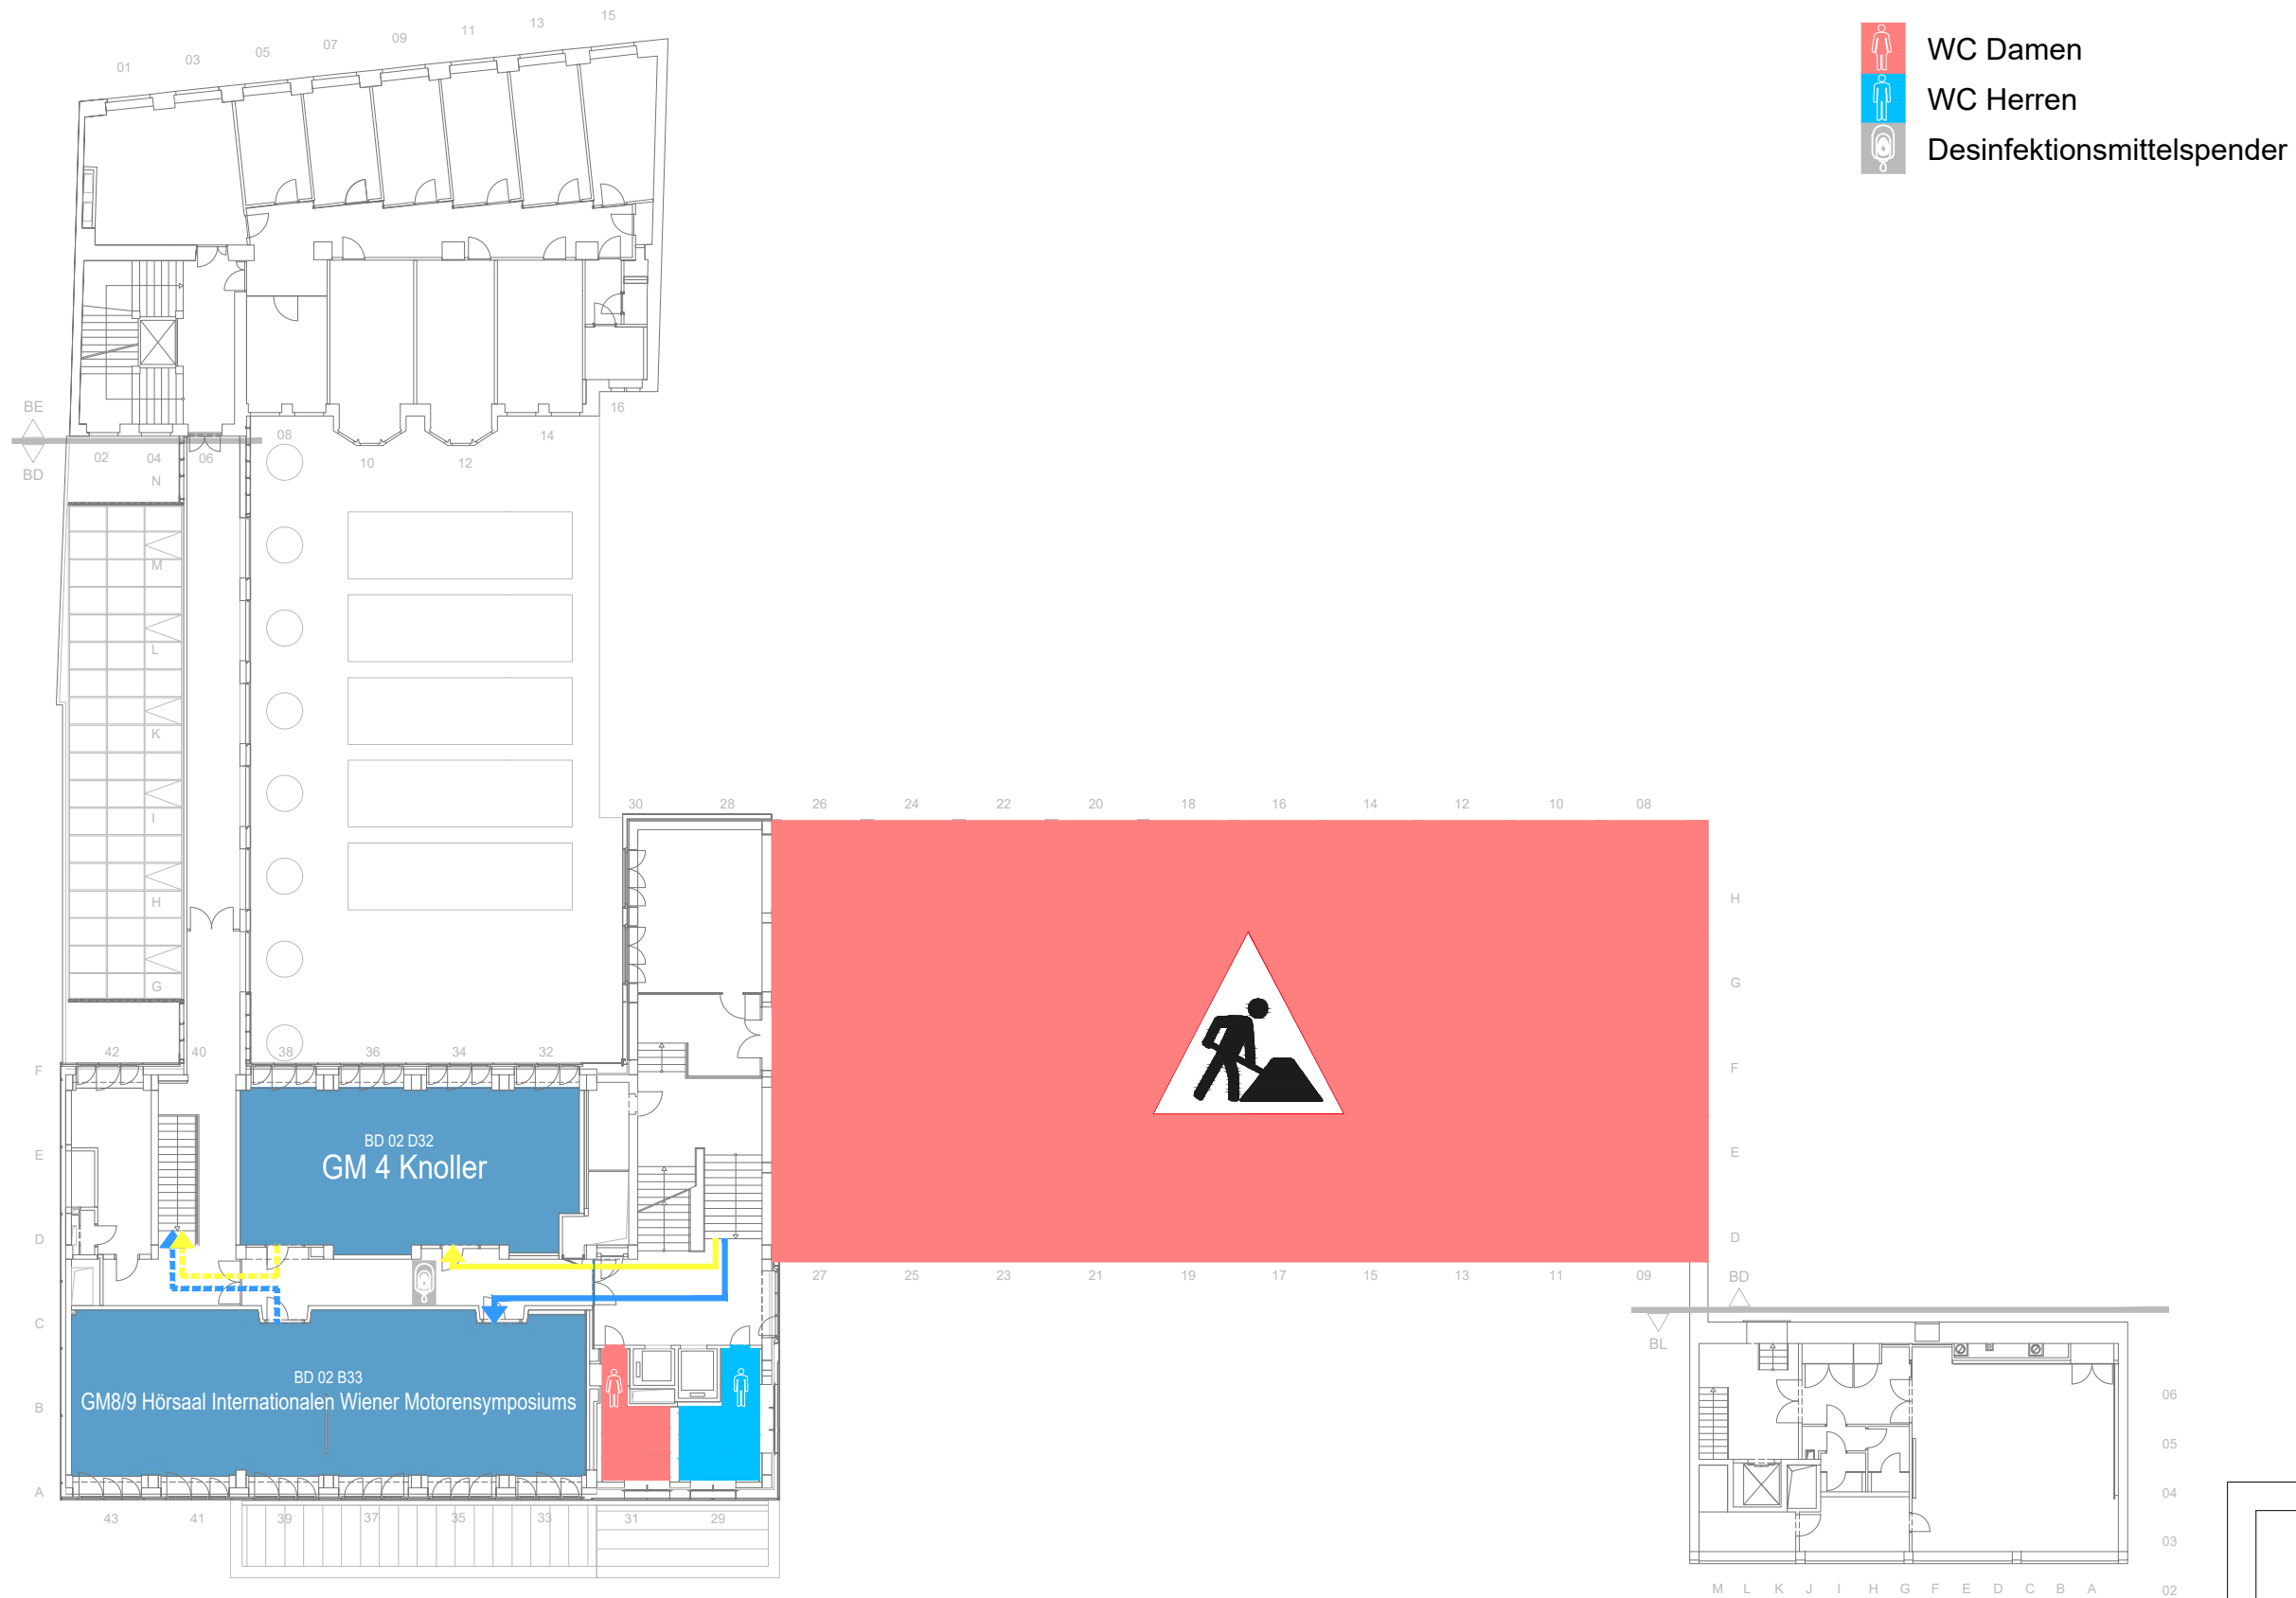 WC Damen
WC Herren
Desinfektionsmittelspender
01 03 05 07 09 11 13 15
BE
BD
02 04 06 08 10 12 14 16
N
M
L
K
I
H
G
30 28 26 24 22 20 18 16 14 12 10 08
H
G
F
E
D
42 40 38 36 34 32
F
E
D
C
B
A
BD 02 D32
GM 4 Knoller
BD 02 B33
GM8/9 Hörsaal Internationalen Wiener Motorensymposiums
27 25 23 21 19 17 15 13 11 09
BD
BL
43 41 39 37 35 33 31 29
06
05
04
03
02
M L K J I H G F E D C B A